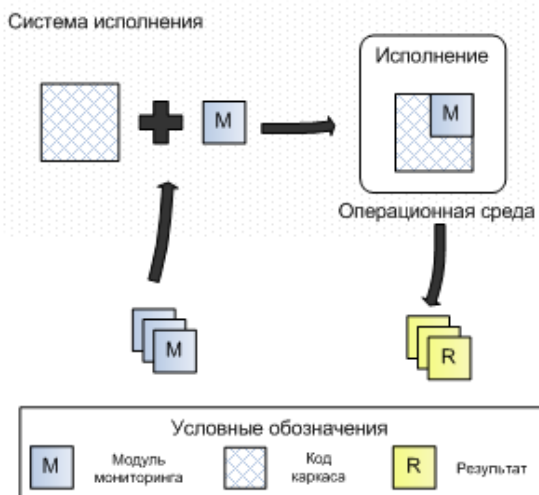 Система исполнения
Исполнение
M
M
Операционная среда
M
R
Условные обозначения
M
Модуль
мониторинга
Код
каркаса
R
Результат